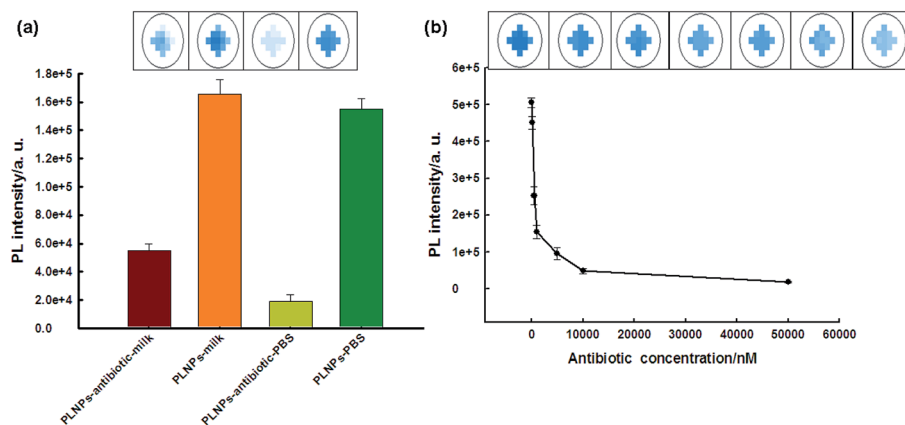 (a)
PL intensity/a. u.
1.8e+5
1.6e+5
1.4e+5
1.2e+5
1.0e+5
8.0e+4
6.0e+4
4.0e+4
2.0e+4
0.0
PLNPs-antibiotic-milk
PLNPs-milk
PLNPs-antibiotic-PBS
PLNPs-PBS
(b)
PL intensity/a. u.
6e+5
5e+5
4e+5
3e+5
2e+5
1e+5
0
0 10000 20000 30000 40000 50000 60000
Antibiotic concentration/nM